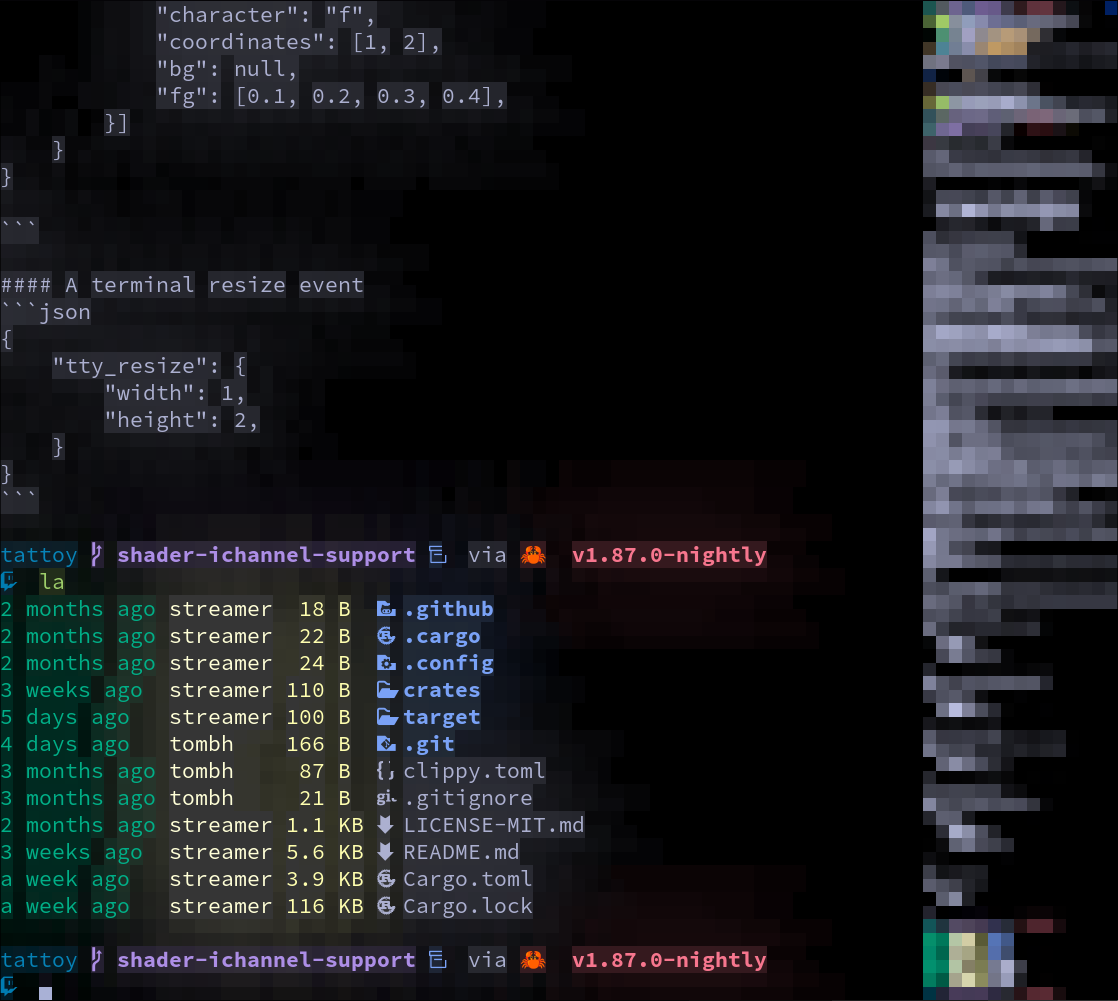 "character": "f",
"coordinates": [1, 2],
"bg": null,
"fg": [0.1, 0.2, 0.3, 0.4],
}]
}
}
```
#### A terminal resize event
```json
{
"tty_resize": {
"width": 1,
"height": 2,
}
}
```
tattoy shader-ichannel-support via 🦀 v1.87.0-nightly
la
2 months ago streamer 18 B .github
2 months ago streamer 22 B .cargo
2 months ago streamer 24 B .config
3 weeks ago streamer 110 B crates
5 days ago streamer 100 B target
4 days ago tombh 166 B .git
3 months ago tombh 87 B clippy.toml
3 months ago tombh 21 B .gitignore
2 months ago streamer 1.1 KB LICENSE-MIT.md
3 weeks ago streamer 5.6 KB README.md
a week ago streamer 3.9 KB Cargo.toml
a week ago streamer 116 KB Cargo.lock
tattoy shader-ichannel-support via 🦀 v1.87.0-nightly